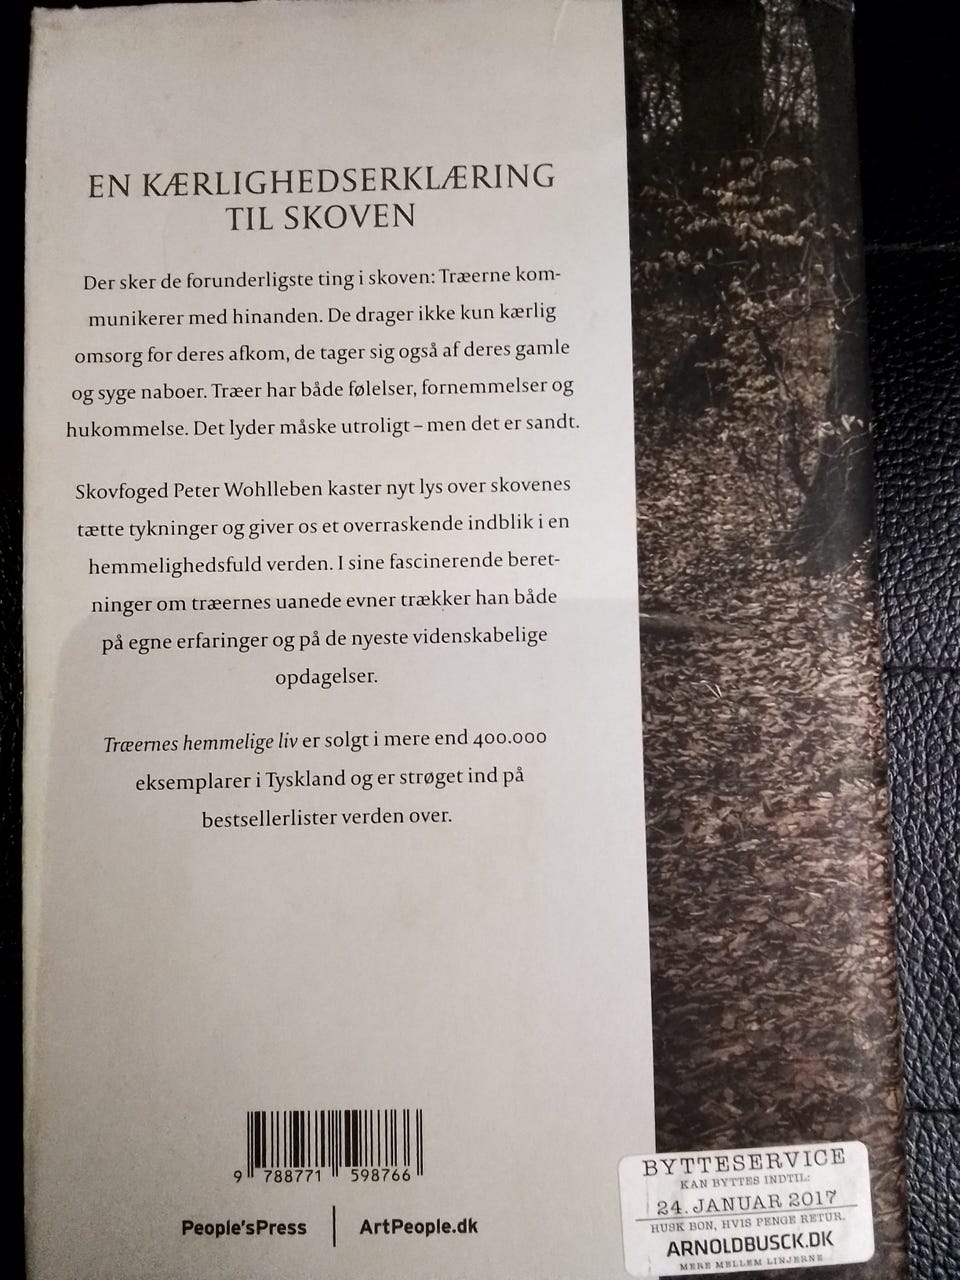 EN KÆRLIGHEDSERKLÆRING
TIL SKOVEN
Der sker de forunderligste ting i skoven: Træerne kom-
munikerer med hinanden. De drager ikke kun kærlig
omsorg for deres afkom, de tager sig også af deres gamle
og syge naboer. Træer har både følelser, fornemmelser og
hukommelse. Det lyder måske utroligt – men det er sandt.
Skovfoged Peter Wohlleben kaster nyt lys over skovenes
tætte tykninger og giver os et overraskende indblik i en
hemmelighedsfuld verden. I sine fascinerende beret-
ninger om træernes uanede evner trækker han både
på egne erfaringer og på de nyeste videnskabelige
opdagelser.
Træernes hemmelige liv er solgt i mere end 400.000
eksemplarer i Tyskland og er strøget ind på
bestsellerlister verden over.
9 788771 598766
People'sPress | ArtPeople.dk
BYTTESERVICE
KAN BYTTES INDTIL:
24. JANUAR 2017
HUSK BON, HVIS PENGE RETUR.
ARNOLDBUSCK.DK
MERE MELLEM LINJERNE